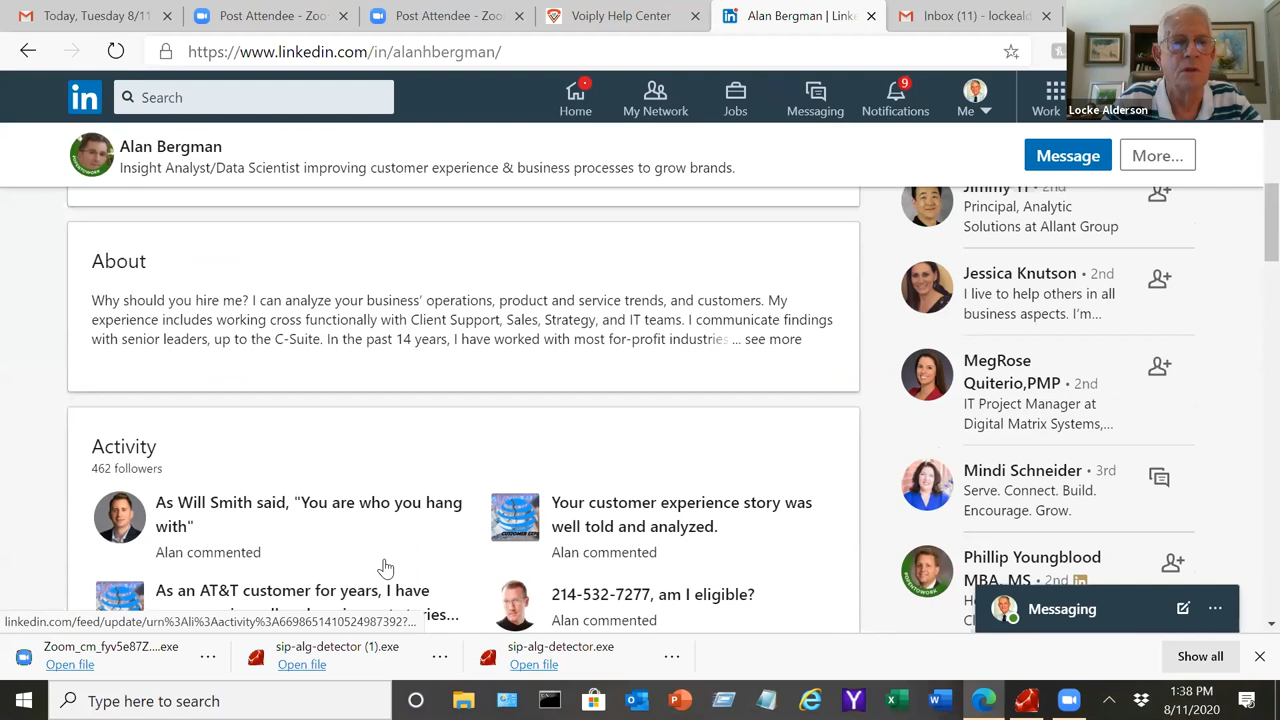 Today, Tuesday 8/11
Post Attendee - Zo
Post Attendee - Zoo
Voiply Help Center
Alan Bergman | Link
Inbox (11) - lockeald
https://www.linkedin.com/in/alanhbergman/
in
Search
Home
My Network
Jobs
Messaging
9
Notifications
Me
Work
Locke Alderson
Alan Bergman
Insight Analyst/Data Scientist improving customer experience & business processes to grow brands.
Message
More...
2nd
Principal, Analytic
Solutions at Allant Group
About
Why should you hire me? I can analyze your business' operations, product and service trends, and customers. My
experience includes working cross functionally with Client Support, Sales, Strategy, and IT teams. I communicate findings
with senior leaders, up to the C-Suite. In the past 14 years, I have worked with most for-profit industries ... see more
Jessica Knutson • 2nd
I live to help others in all
business aspects. I'm...
MegRose
Quiterio,PMP • 2nd
IT Project Manager at
Digital Matrix Systems,...
Activity
462 followers
As Will Smith said, "You are who you hang
with"
Alan commented
Your customer experience story was
well told and analyzed.
Alan commented
As an AT&T customer for years, I have
214-532-7277, am I eligible?
Alan commented
Mindi Schneider • 3rd
Serve. Connect. Build.
Encourage. Grow.
Phillip Youngblood
MBA, MS • 2nd in
Messaging
linkedin.com/feed/update/urn%3Ali%3Aactivity%3A6698651410524987392?...
Zoom_cm_fyv5e87Z....exe
Open file
sip-alg-detector (1).exe
Open file
sip-alg-detector.exe
Open file
Show all
Type here to search
1:38 PM
8/11/2020